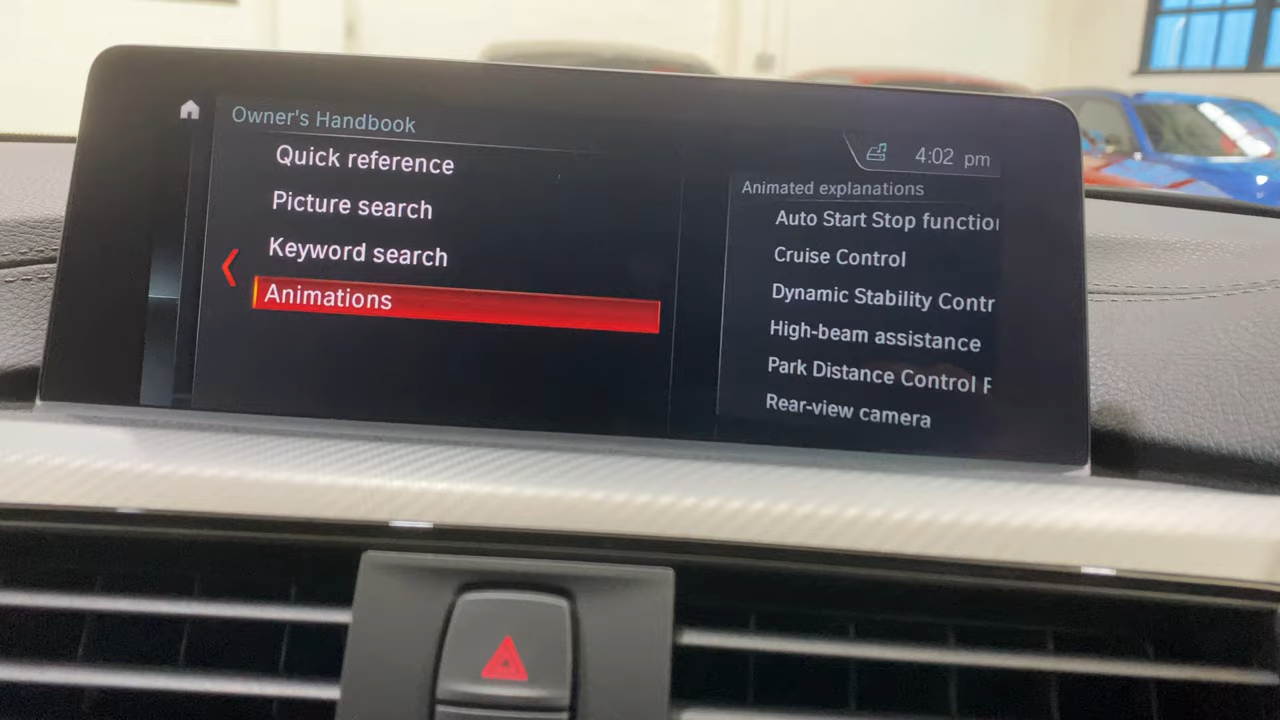 Owner's Handbook
Quick reference
Picture search
Keyword search
Animations
4:02 pm
Animated explanations
Auto Start Stop function
Cruise Control
Dynamic Stability Contr
High-beam assistance
Park Distance Control P
Rear-view camera